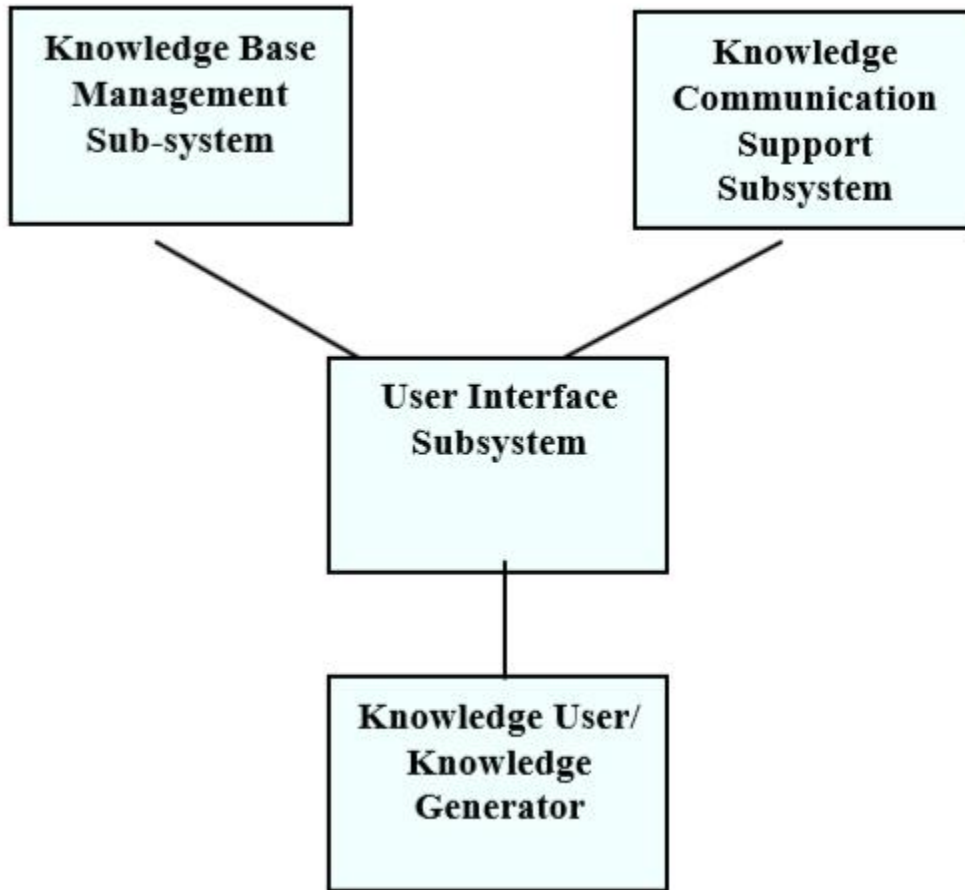 Knowledge Base
Management
Sub-system
Knowledge
Communication
Support
Subsystem
User Interface
Subsystem
Knowledge User/
Knowledge
Generator